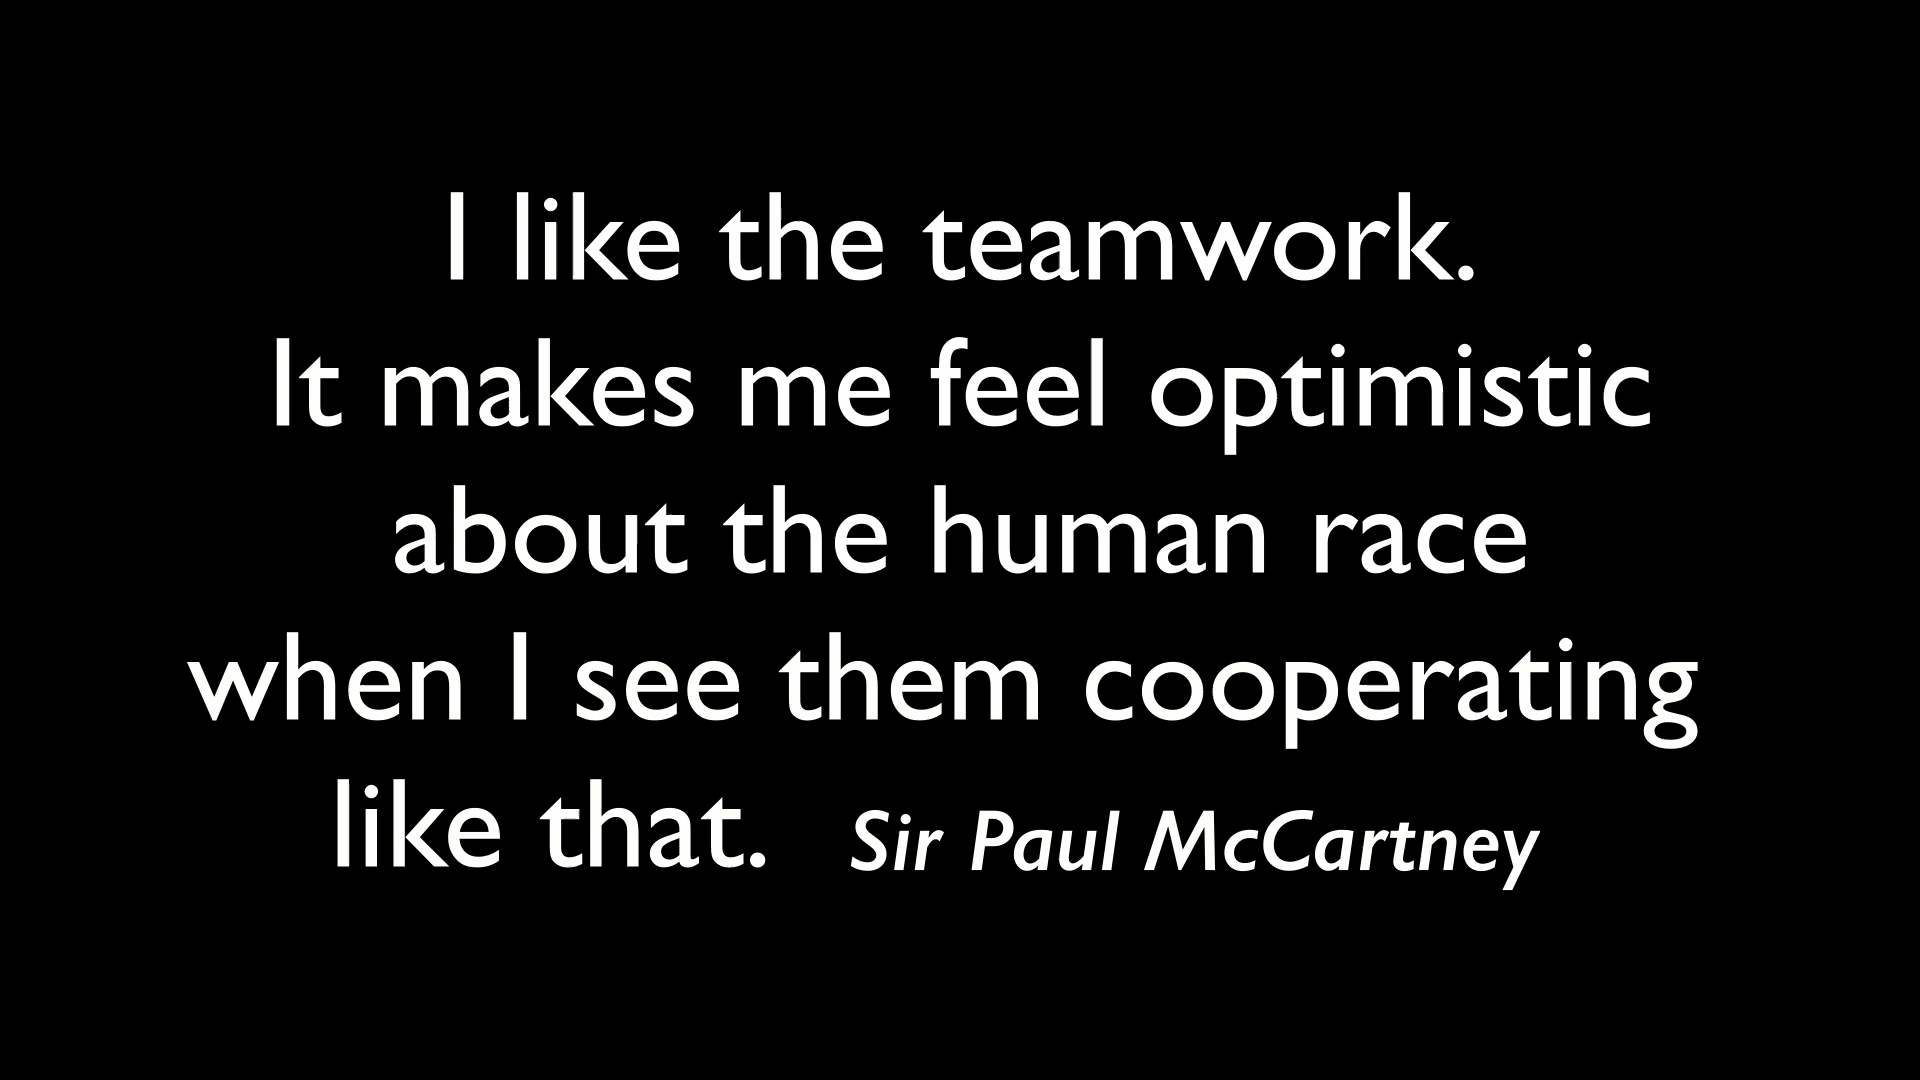 I like the teamwork.
It makes me feel optimistic
about the human race
when I see them cooperating
like that. Sir Paul McCartney